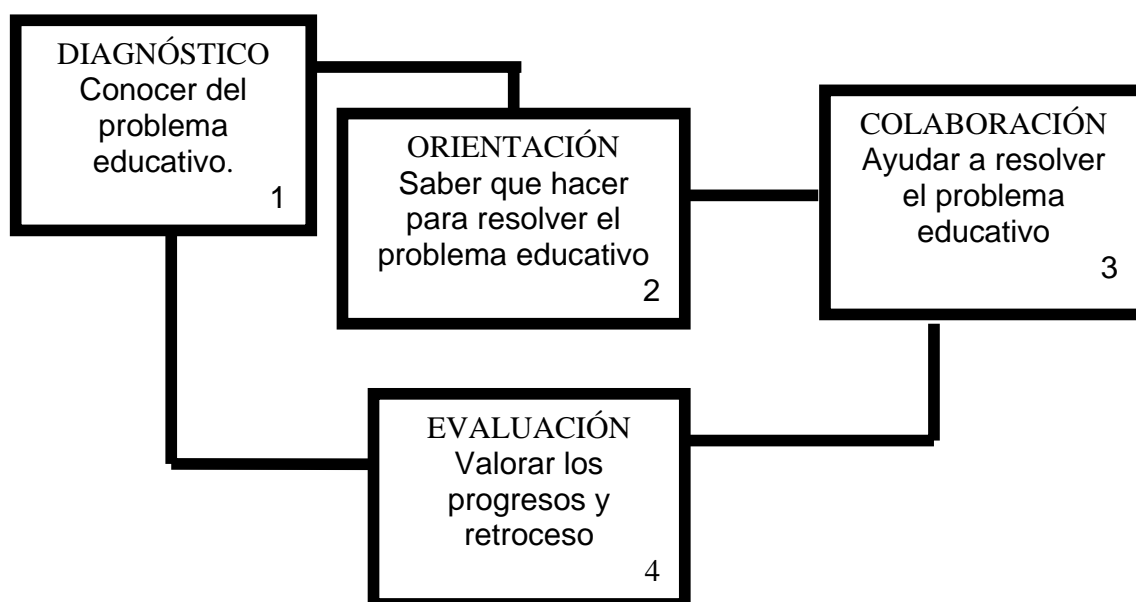 DIAGNÓSTICO
Conocer del
problema
educativo.
1
ORIENTACIÓN
Saber que hacer
para resolver el
problema educativo
2
COLABORACIÓN
Ayudar a resolver
el problema
educativo
3
EVALUACIÓN
Valorar los
progresos y
retroceso
4